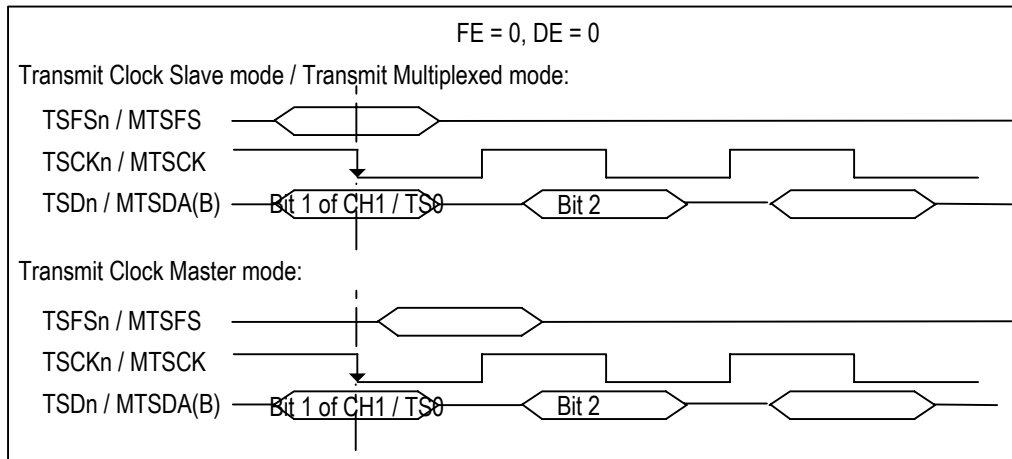 FE = 0, DE = 0
Transmit Clock Slave mode / Transmit Multiplexed mode:
TSFSn / MTSFS
TSCKn / MTSCK
TSDn / MTSDA(B) Bit 1 of CH1 / TS0 Bit 2
Transmit Clock Master mode:
TSFSn / MTSFS
TSCKn / MTSCK
TSDn / MTSDA(B) Bit 1 of CH1 / TS0 Bit 2